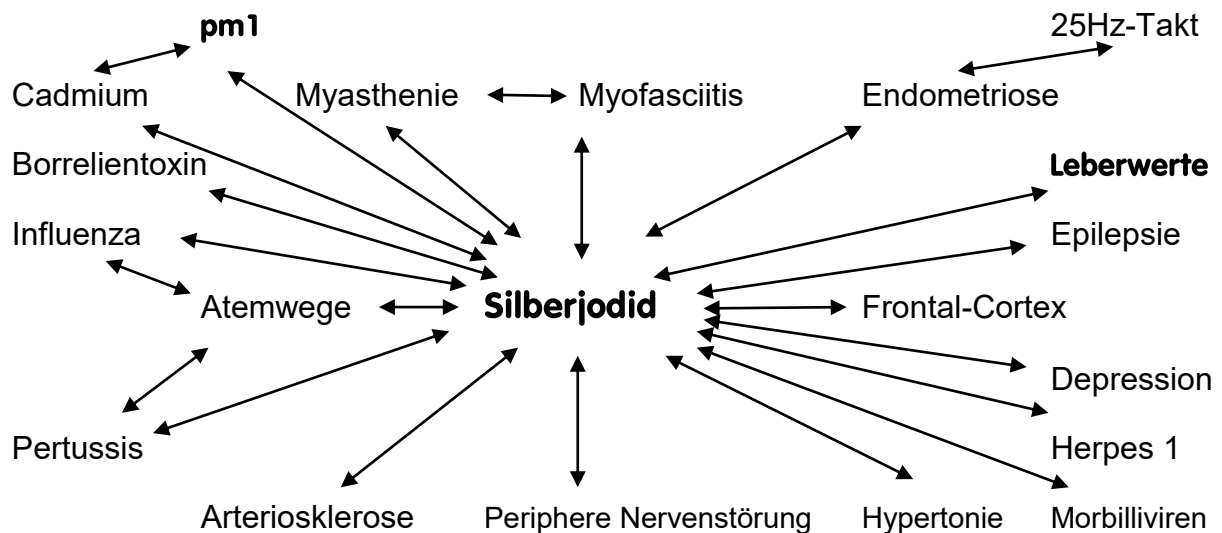 pm1
25Hz-Takt
Cadmium
Myasthenie
Myofasciitis
Endometriose
Borrelientoxin
Leberwerte
Influenza
Epilepsie
Atemwege
Silberjodid
Frontal-Cortex
Depression
Pertussis
Herpes 1
Arteriosklerose
Periphere Nervenstörung
Hypertonie
Morbilliviren